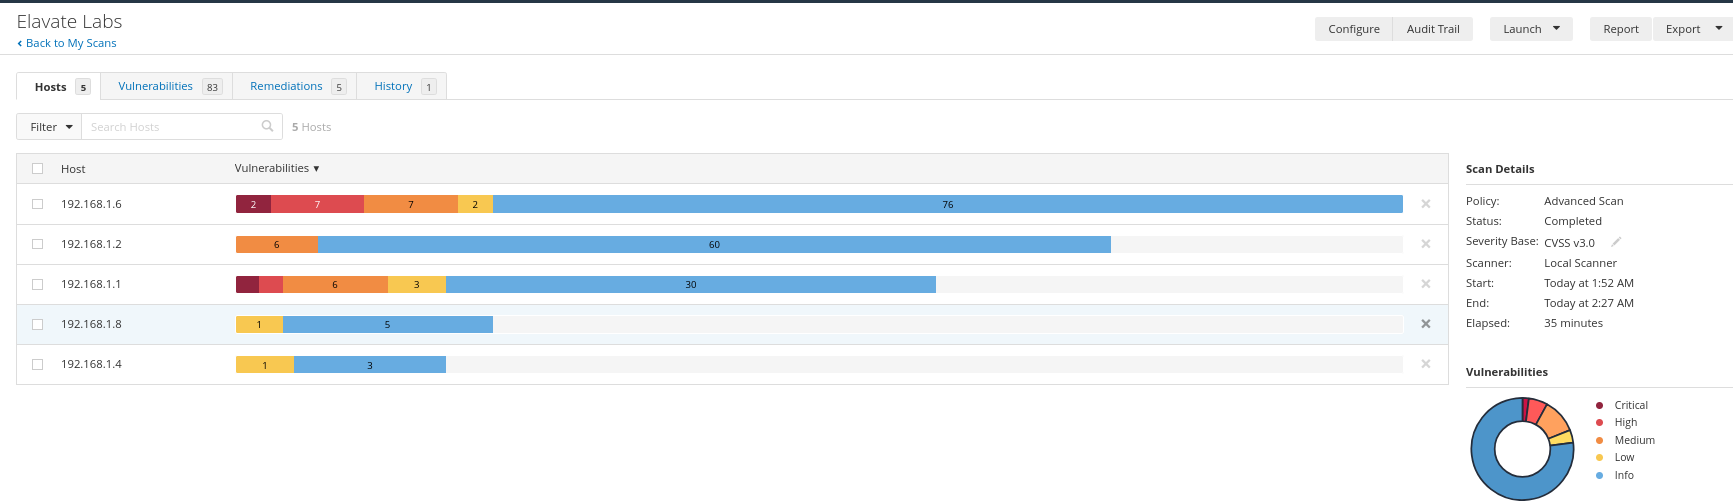 Elavate Labs
‹ Back to My Scans
Configure Audit Trail Launch ▼ Report Export ▼
Hosts 5 Vulnerabilities 83 Remediations 5 History 1
Filter ▼ Search Hosts 5 Hosts
Host Vulnerabilities ▼
192.168.1.6 2 7 7 2 76
192.168.1.2 6 60
192.168.1.1 6 3 30
192.168.1.8 1 5
192.168.1.4 1 3
Scan Details
Policy: Advanced Scan
Status: Completed
Severity Base: CVSS v3.0
Scanner: Local Scanner
Start: Today at 1:52 AM
End: Today at 2:27 AM
Elapsed: 35 minutes
Vulnerabilities
Critical
High
Medium
Low
Info